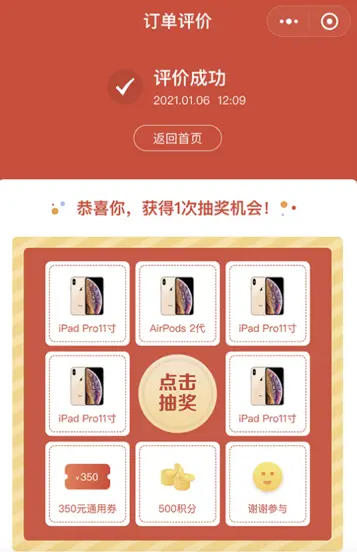 订单评价
评价成功
2021.01.06 12:09
返回首页
恭喜你，获得1次抽奖机会！
iPad Pro11寸
AirPods 2代
iPad Pro11寸
iPad Pro11寸
点击
抽奖
iPad Pro11寸
¥350
350元通用券
500积分
谢谢参与